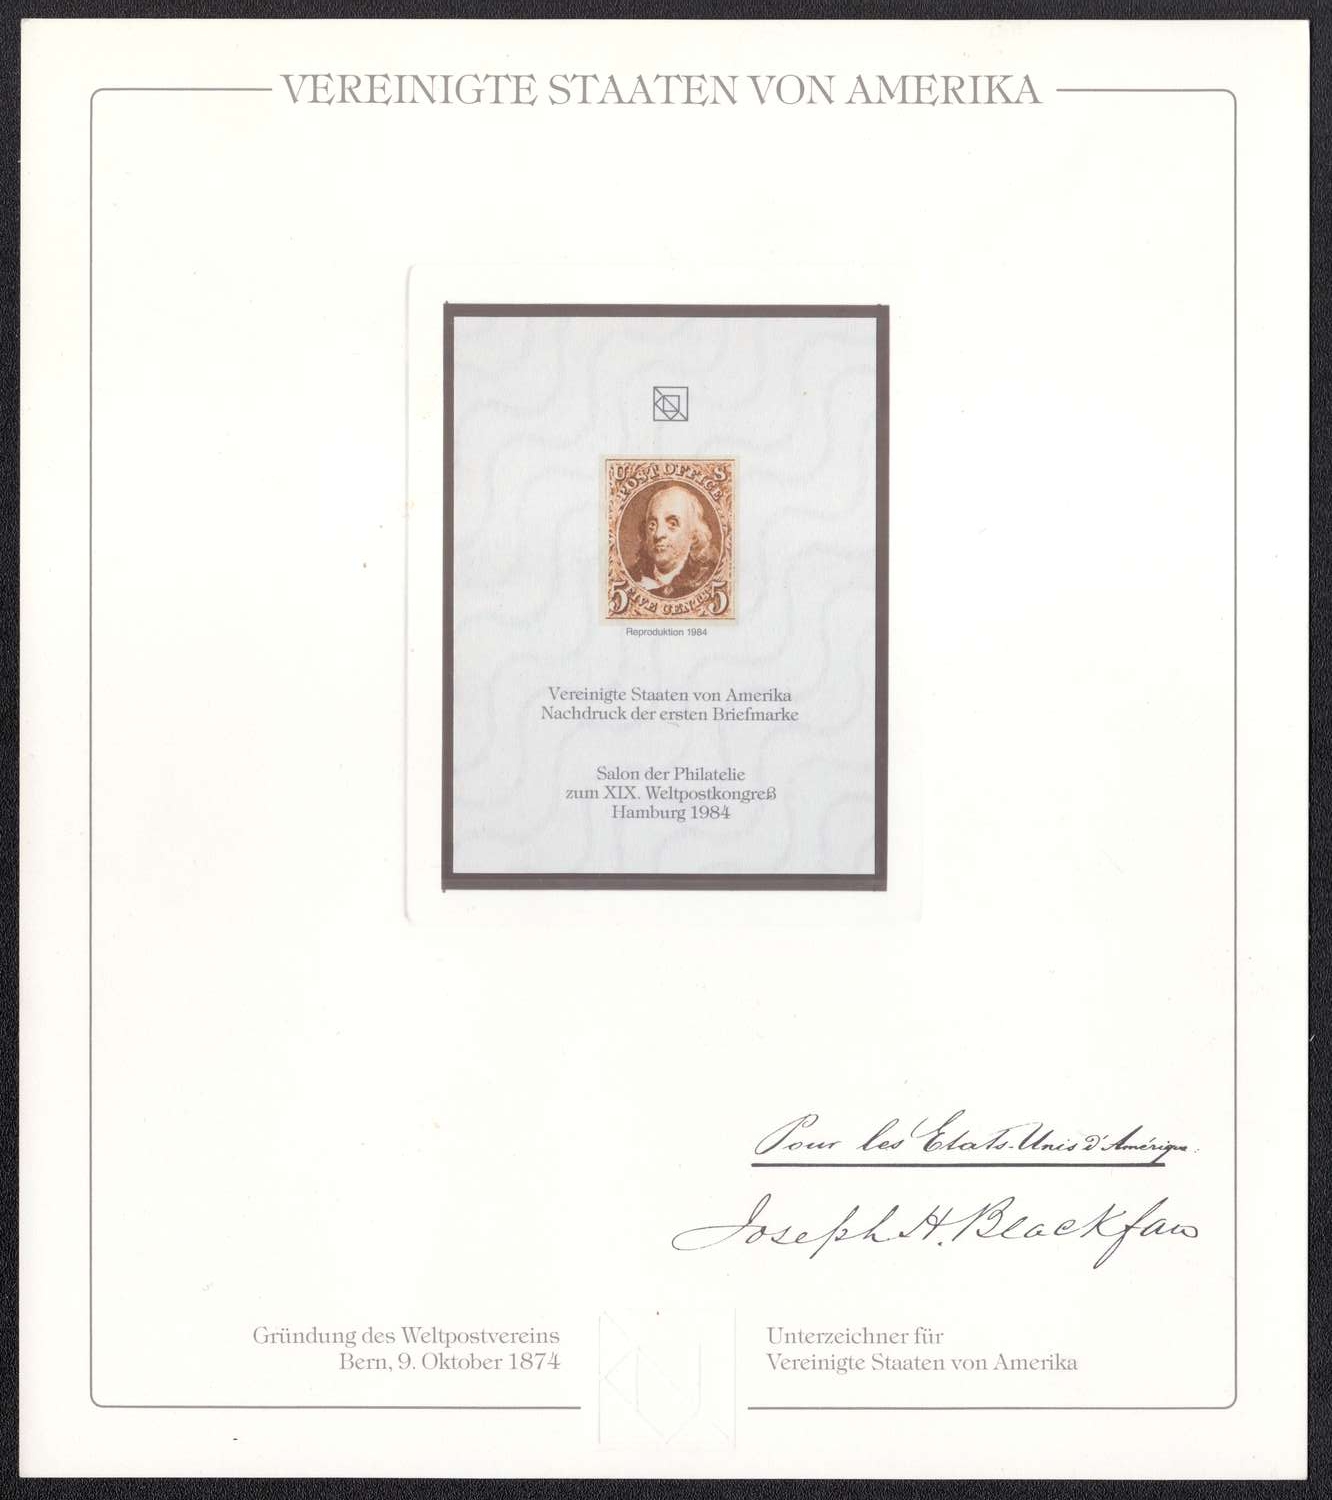 VEREINIGTE STAATEN VON AMERIKA
U S
POST OFFICE
5 FIVE CENTS 5
Reproduktion 1984
Vereinigte Staaten von Amerika
Nachdruck der ersten Briefmarke
Salon der Philatelie
zum XIX. Weltpostkongreß
Hamburg 1984
Pour les Etats-Unis d'Amérique:
Joseph H. Blackfan
Gründung des Weltpostvereins
Bern, 9. Oktober 1874
Unterzeichner für
Vereinigte Staaten von Amerika